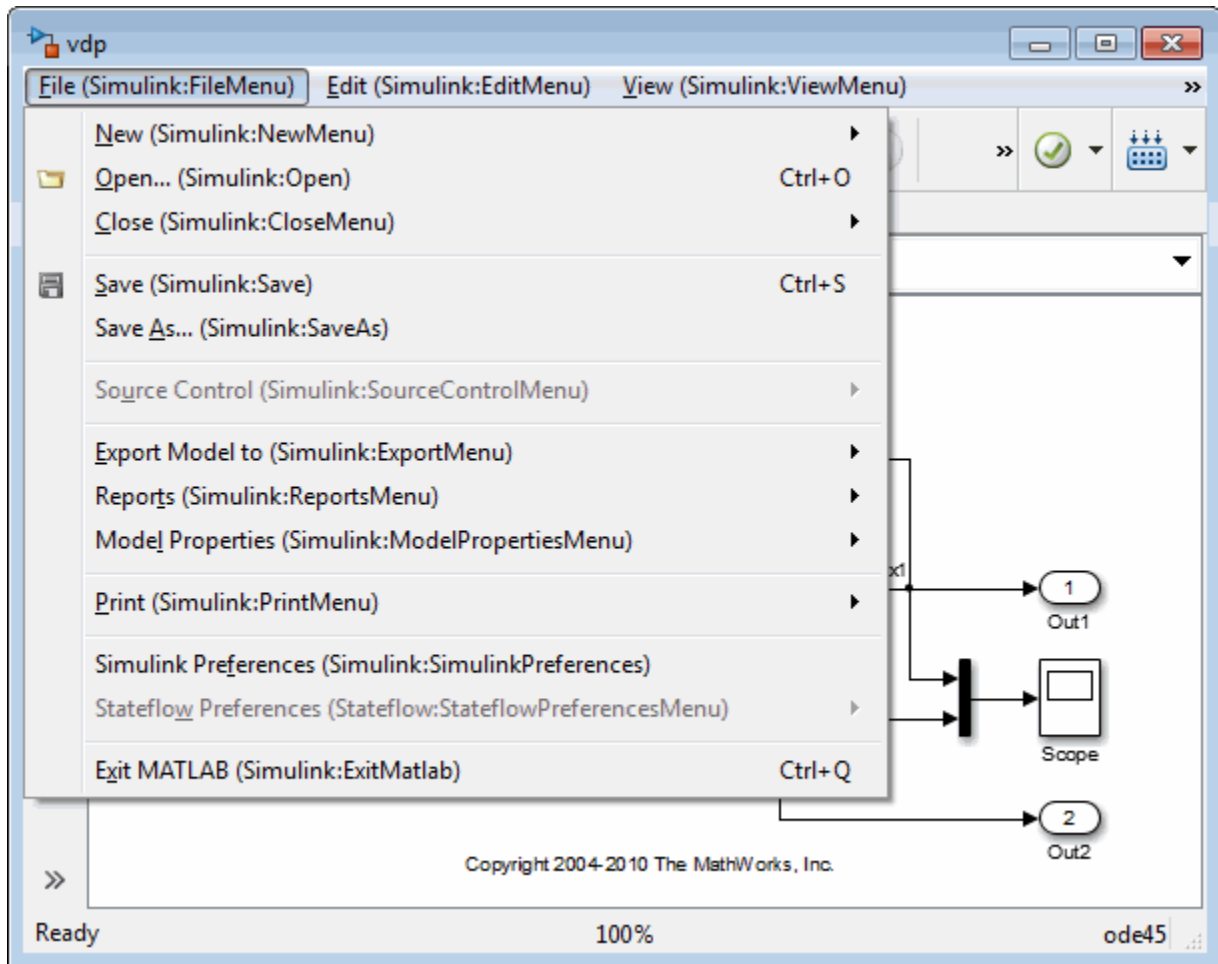 vdp
File (Simulink:FileMenu) Edit (Simulink:EditMenu) View (Simulink:ViewMenu) »
New (Simulink:NewMenu)
Open... (Simulink:Open) Ctrl+O
Close (Simulink:CloseMenu)
Save (Simulink:Save) Ctrl+S
Save As... (Simulink:SaveAs)
Source Control (Simulink:SourceControlMenu)
Export Model to (Simulink:ExportMenu)
Reports (Simulink:ReportsMenu)
Model Properties (Simulink:ModelPropertiesMenu)
Print (Simulink:PrintMenu)
Simulink Preferences (Simulink:SimulinkPreferences)
Stateflow Preferences (Stateflow:StateflowPreferencesMenu)
Exit MATLAB (Simulink:ExitMatlab) Ctrl+Q
x1
1
Out1
Scope
2
Out2
Copyright 2004-2010 The MathWorks, Inc.
Ready 100% ode45